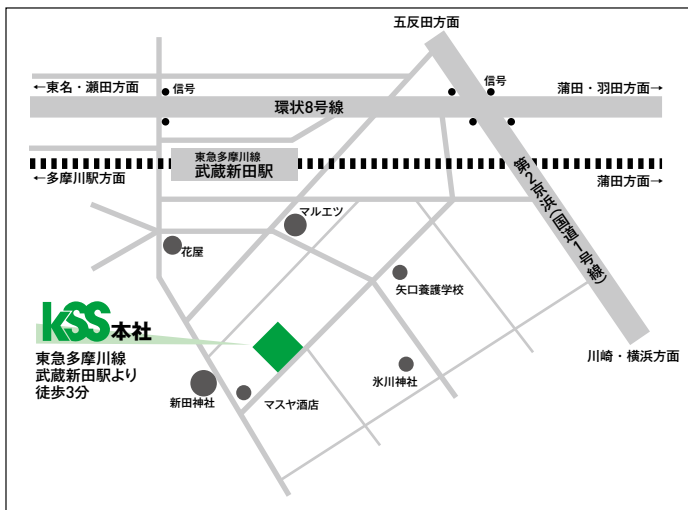 五反田方面
←東名・瀬田方面
信号
信号
蒲田・羽田方面→
環状8号線
東急多摩川線
武蔵新田駅
←多摩川駅方面
蒲田方面→
第2京浜(国道1号線)
マルエツ
花屋
矢口養護学校
KSS本社
東急多摩川線
武蔵新田駅より
徒歩3分
川崎・横浜方面
氷川神社
新田神社
マスヤ酒店